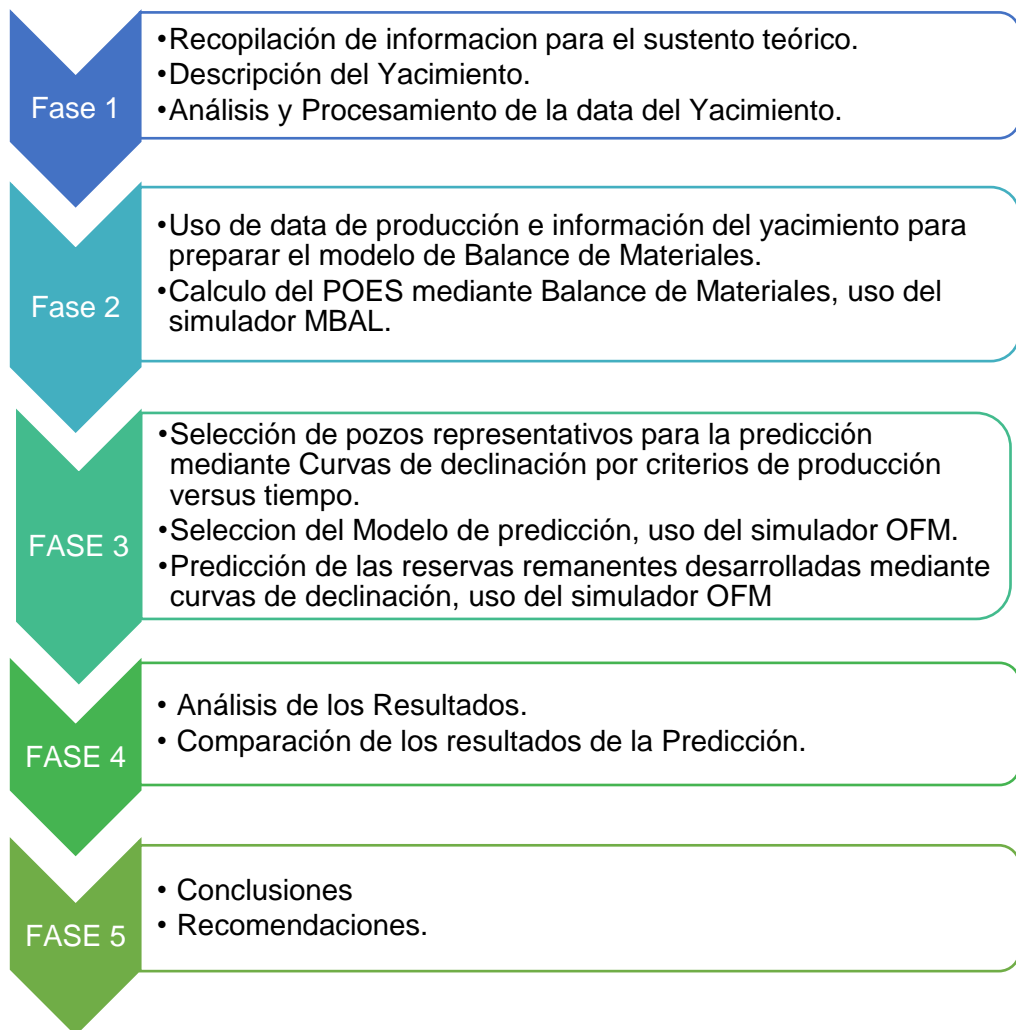 Fase 1
•Recopilación de informacion para el sustento teórico.
•Descripción del Yacimiento.
•Análisis y Procesamiento de la data del Yacimiento.
Fase 2
•Uso de data de producción e información del yacimiento para
preparar el modelo de Balance de Materiales.
•Calculo del POES mediante Balance de Materiales, uso del
simulador MBAL.
FASE 3
•Selección de pozos representativos para la predicción
mediante Curvas de declinación por criterios de producción
versus tiempo.
•Seleccion del Modelo de predicción, uso del simulador OFM.
•Predicción de las reservas remanentes desarrolladas mediante
curvas de declinación, uso del simulador OFM
FASE 4
• Análisis de los Resultados.
• Comparación de los resultados de la Predicción.
FASE 5
• Conclusiones
• Recomendaciones.